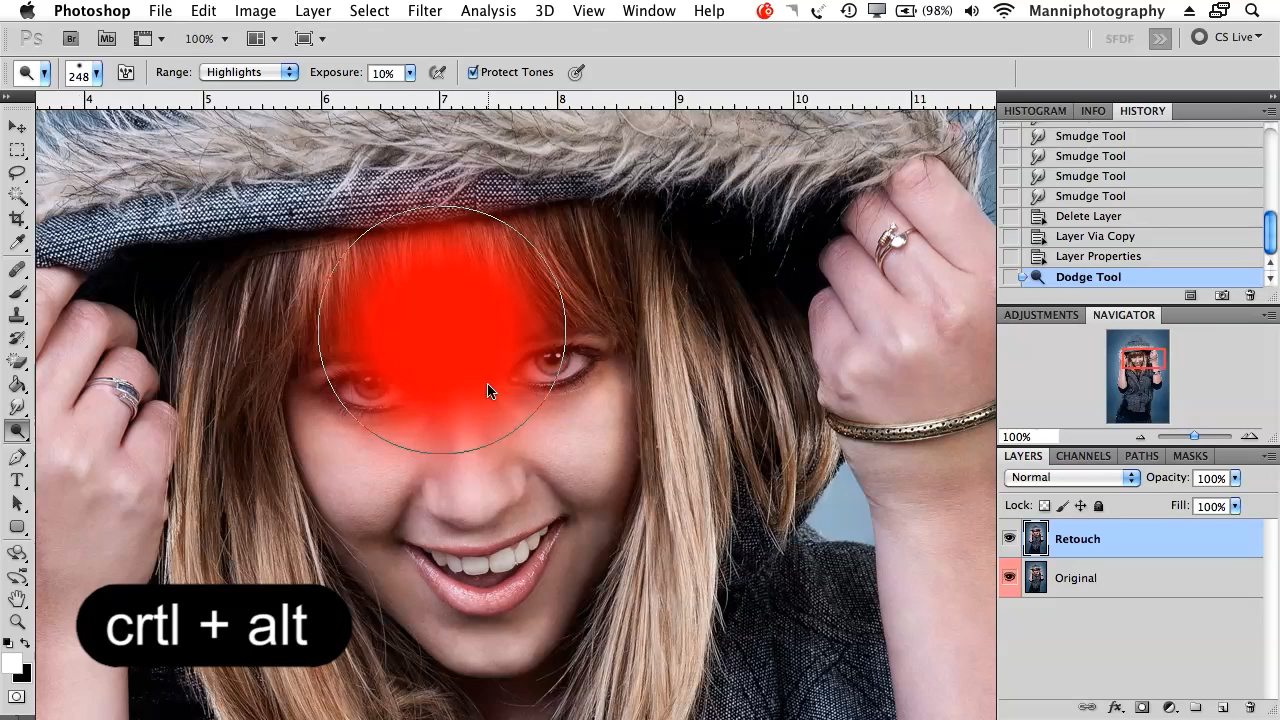 Photoshop File Edit Image Layer Select Filter Analysis 3D View Window Help (98%) Manniphotography
Ps Br Mb 100% SFDF CS Live
248 Range: Highlights Exposure: 10% Protect Tones
4 5 6 7 8 9 10 11
HISTOGRAM INFO HISTORY
Smudge Tool
Smudge Tool
Smudge Tool
Smudge Tool
Delete Layer
Layer Via Copy
Layer Properties
Dodge Tool
ADJUSTMENTS NAVIGATOR
100%
LAYERS CHANNELS PATHS MASKS
Normal Opacity: 100%
Lock: Fill: 100%
Retouch
Original
T
crtl + alt
fx